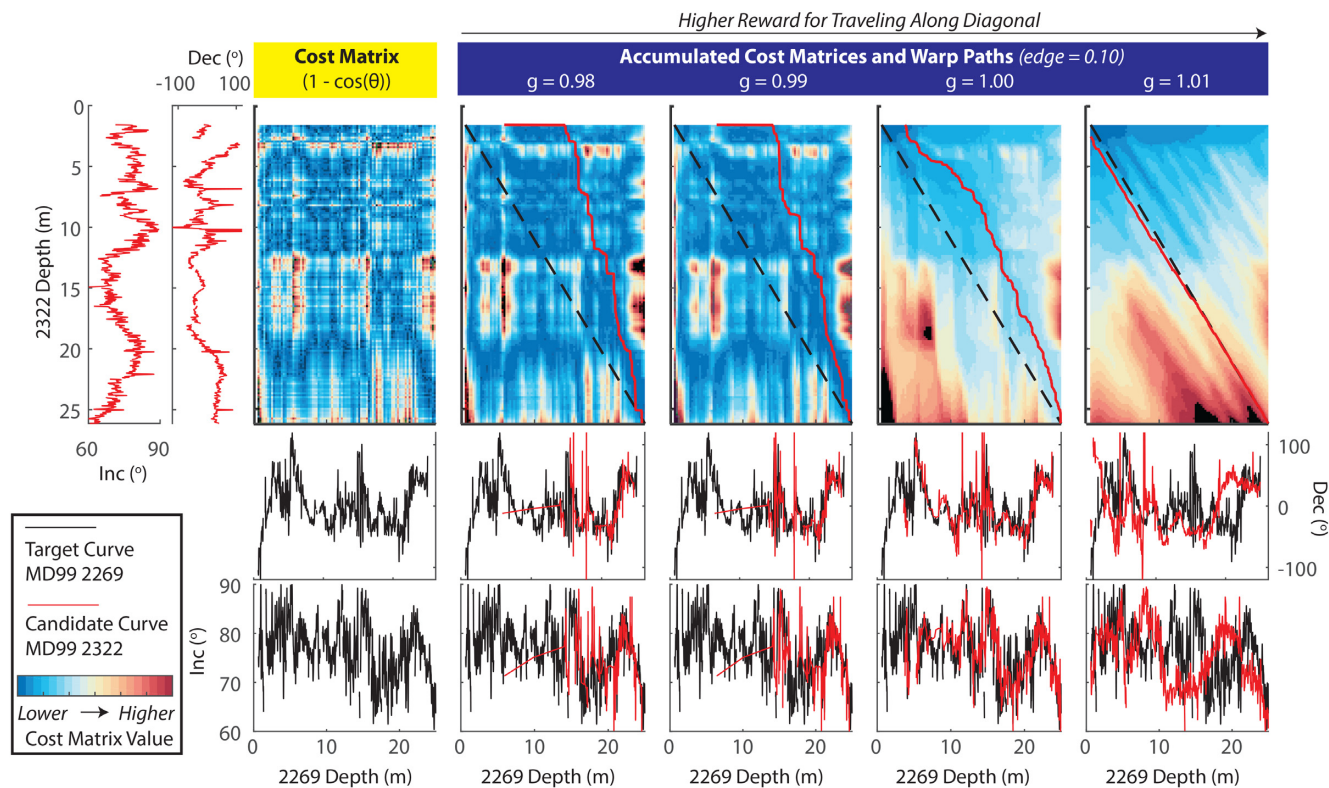 Higher Reward for Traveling Along Diagonal
Dec (º)
-100 100
Cost Matrix
(1 - cos(θ))
Accumulated Cost Matrices and Warp Paths (edge = 0.10)
g = 0.98 g = 0.99 g = 1.00 g = 1.01
0
5
10
15
20
25
2322 Depth (m)
60 90
Inc (º)
100
0
-100
Dec (º)
90
80
70
60
Inc (º)
Target Curve
MD99 2269
Candidate Curve
MD99 2322
Lower Higher
Cost Matrix Value
0 10 20 0 10 20 0 10 20 0 10 20 0 10 20
2269 Depth (m) 2269 Depth (m) 2269 Depth (m) 2269 Depth (m) 2269 Depth (m)